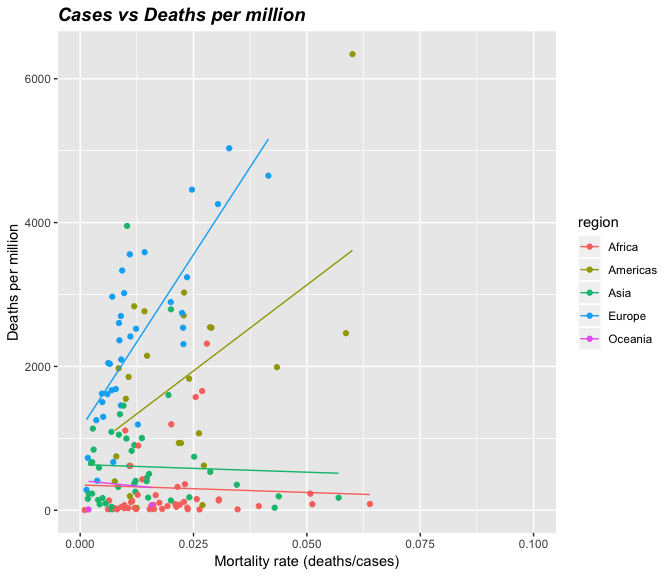 Cases vs Deaths per million
6000
4000
2000
0
Deaths per million
0.000
0.025
0.050
0.075
0.100
Mortality rate (deaths/cases)
region
Africa
Americas
Asia
Europe
Oceania